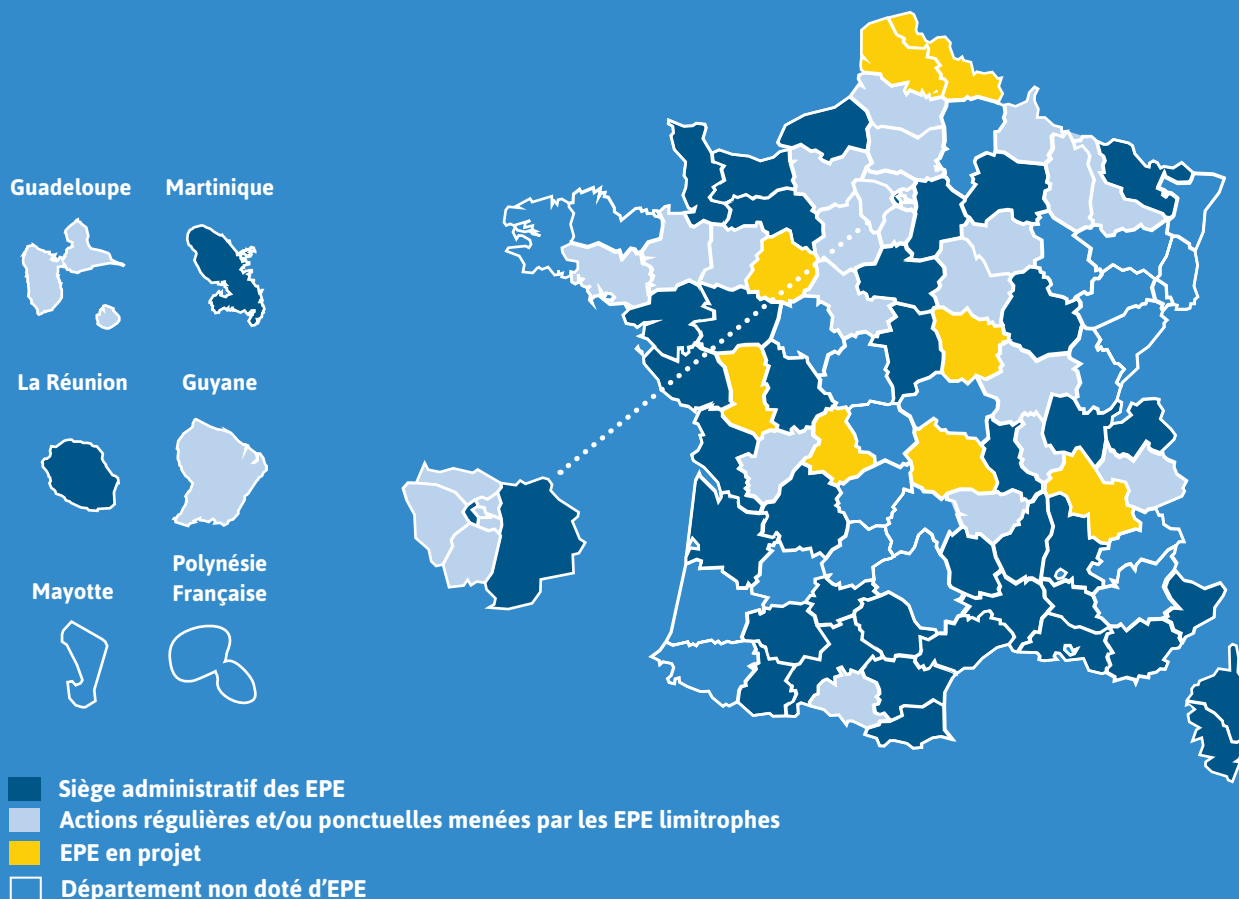 Guadeloupe
Martinique
La Réunion
Guyane
Mayotte
Polynésie
Française
Siège administratif des EPE
Actions régulières et/ou ponctuelles menées par les EPE limitrophes
EPE en projet
Département non doté d’EPE